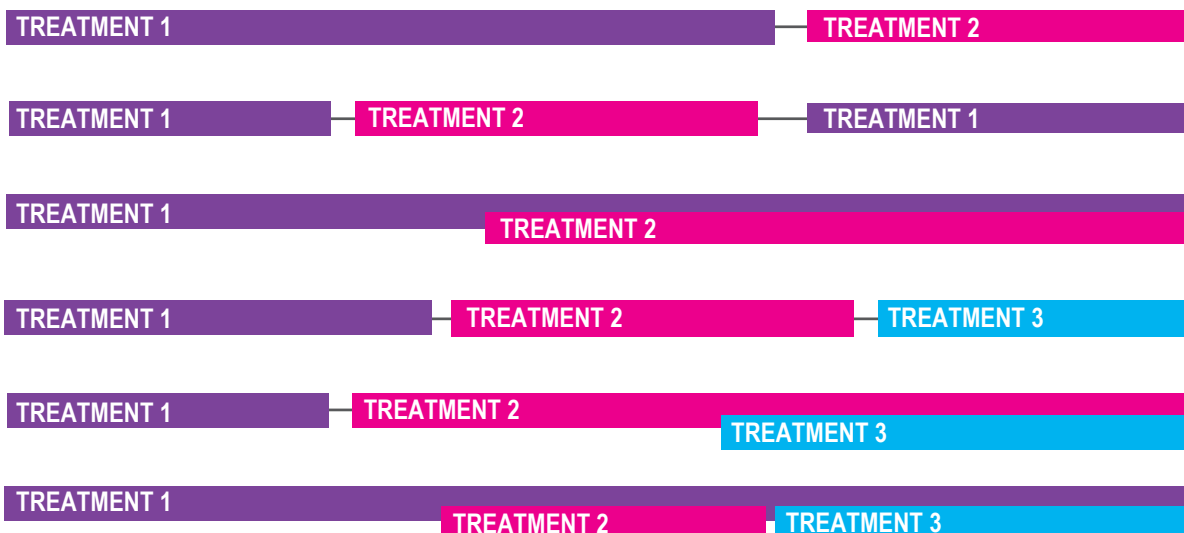 TREATMENT 1 TREATMENT 2
TREATMENT 1 TREATMENT 2 TREATMENT 1
TREATMENT 1
TREATMENT 2
TREATMENT 1 TREATMENT 2 TREATMENT 3
TREATMENT 1 TREATMENT 2
TREATMENT 3
TREATMENT 1
TREATMENT 2 TREATMENT 3